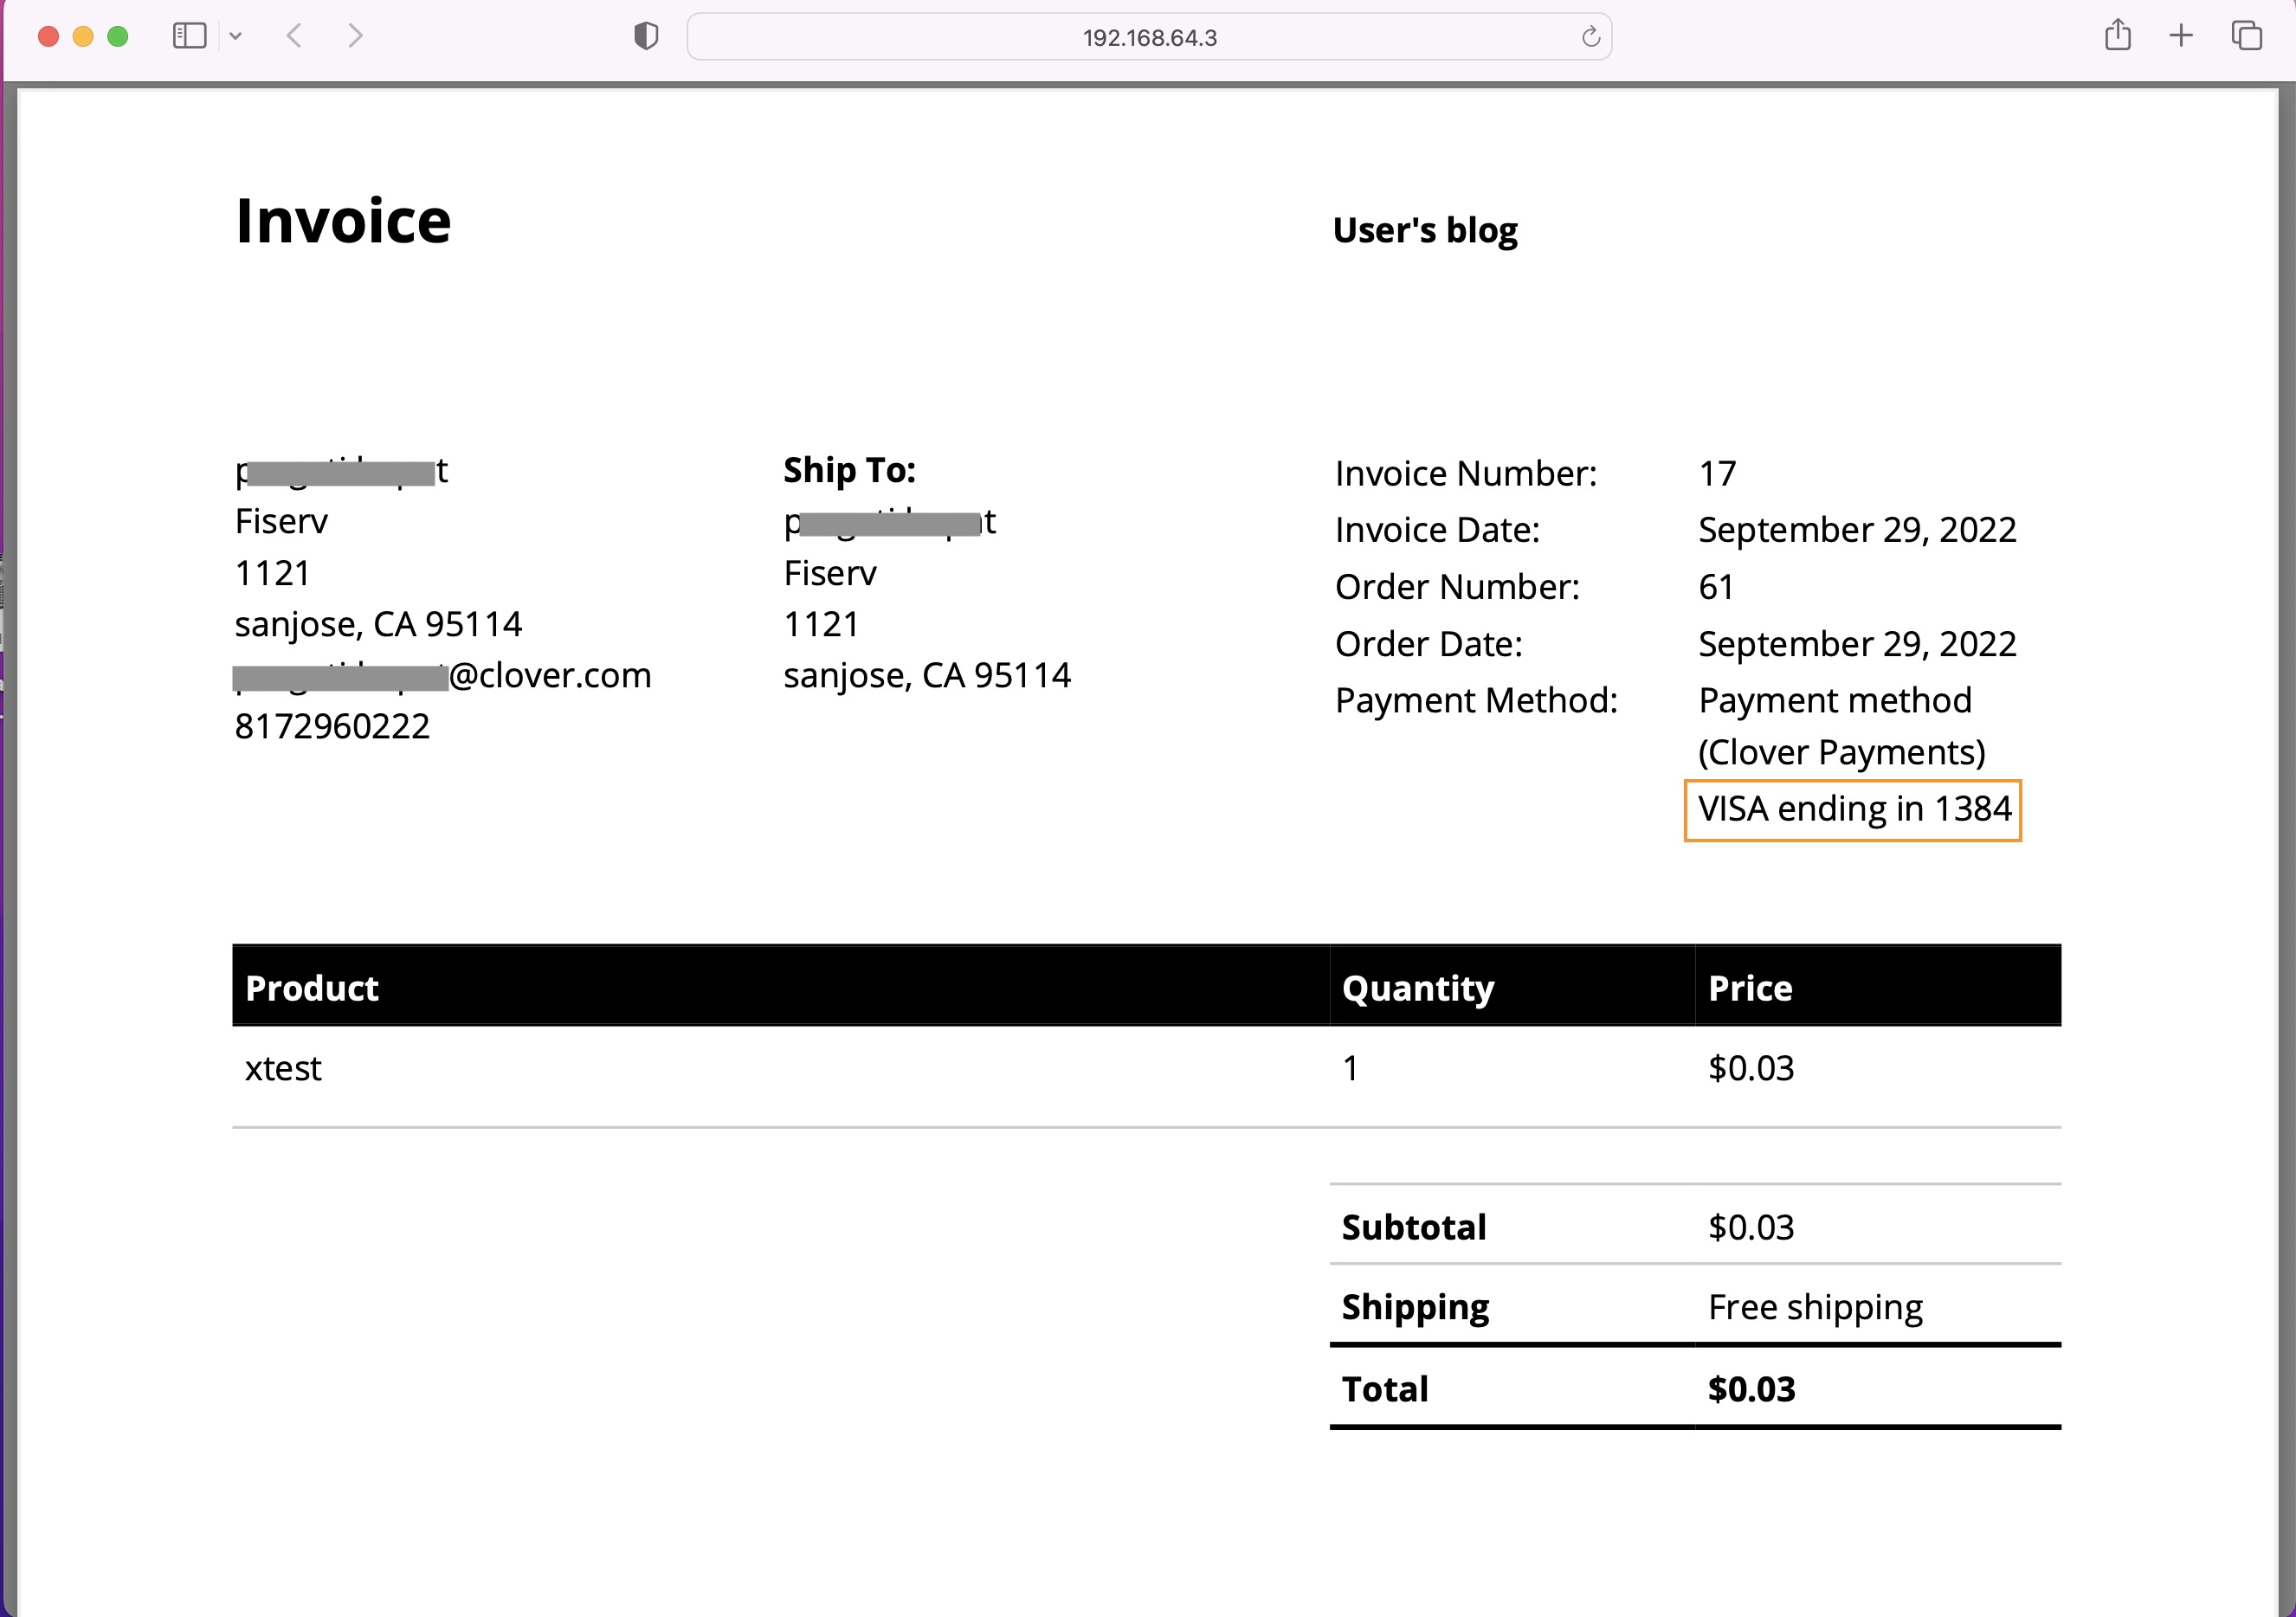 192.168.64.3
Invoice
User's blog
Fiserv
1121
sanjose, CA 95114
@clover.com
8172960222
Ship To:
Fiserv
1121
sanjose, CA 95114
Invoice Number: 17
Invoice Date: September 29, 2022
Order Number: 61
Order Date: September 29, 2022
Payment Method: Payment method
(Clover Payments)
VISA ending in 1384
Product Quantity Price
xtest 1 $0.03
Subtotal $0.03
Shipping Free shipping
Total $0.03